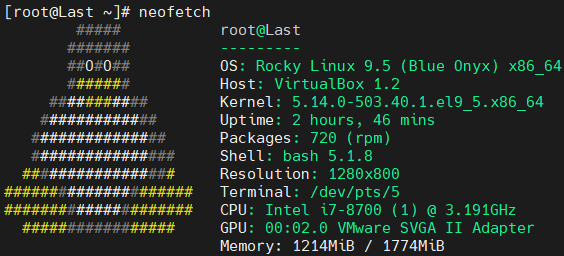 [root@Last ~]# neofetch
        #####           root@Last
       #######          ---------
       ##O#O##          OS: Rocky Linux 9.5 (Blue Onyx) x86_64
       #######          Host: VirtualBox 1.2
     ###########        Kernel: 5.14.0-503.40.1.el9_5.x86_64
    #############       Uptime: 2 hours, 46 mins
   ###############      Packages: 720 (rpm)
   ################     Shell: bash 5.1.8
  #################     Resolution: 1280x800
#####################   Terminal: /dev/pts/5
#####################   CPU: Intel i7-8700 (1) @ 3.191GHz
  #################     GPU: 00:02.0 VMware SVGA II Adapter
                        Memory: 1214MiB / 1774MiB